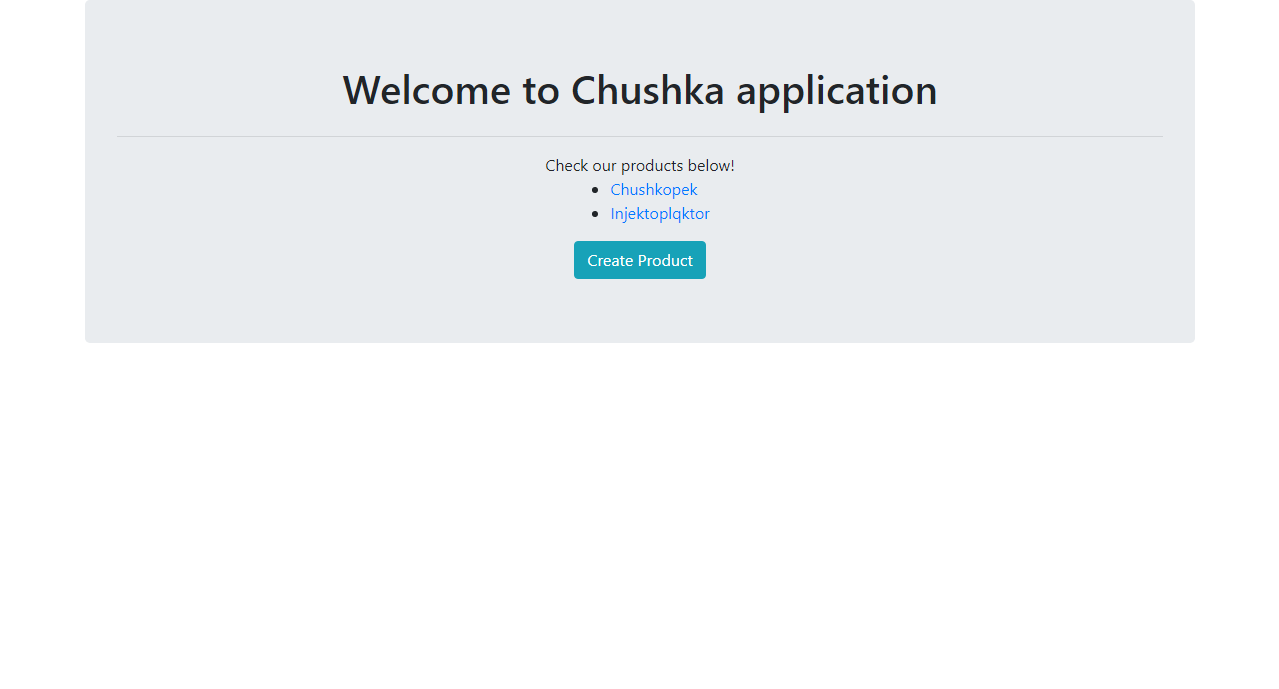 Welcome to Chushka application
Check our products below!
Chushkopek
Injektoplqktor
Create Product